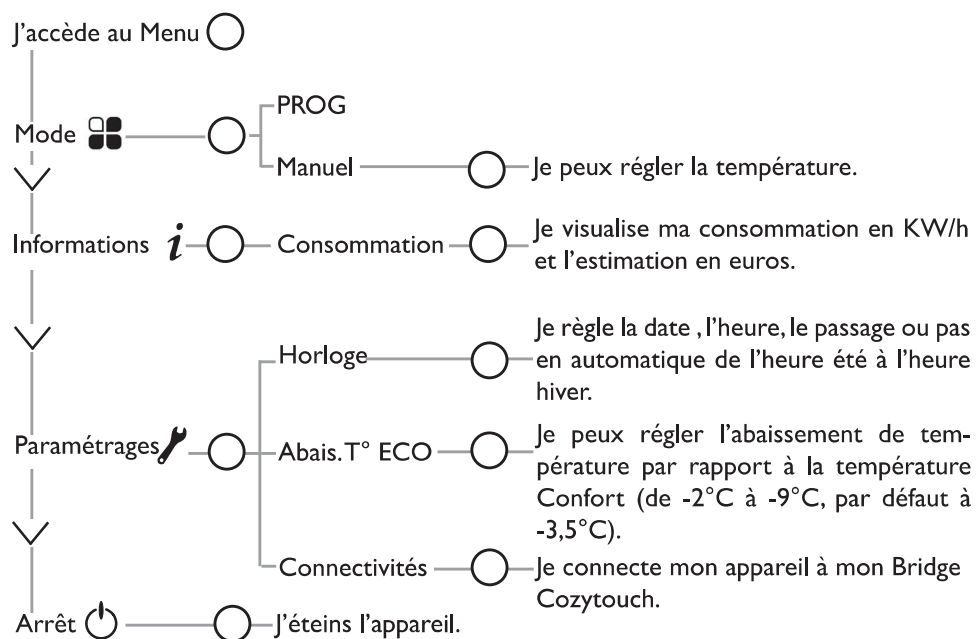 J'accède au Menu
Mode
PROG
Manuel
Je peux régler la température.
Informations i
Consommation
Je visualise ma consommation en KW/h
et l'estimation en euros.
Paramétrages
Horloge
Je règle la date , l'heure, le passage ou pas
en automatique de l'heure été à l'heure
hiver.
Abais.T° ECO
Je peux régler l'abaissement de tem-
pérature par rapport à la température
Confort (de -2°C à -9°C, par défaut à
-3,5°C).
Connectivités
Je connecte mon appareil à mon Bridge
Cozytouch.
Arrêt
J'éteins l'appareil.